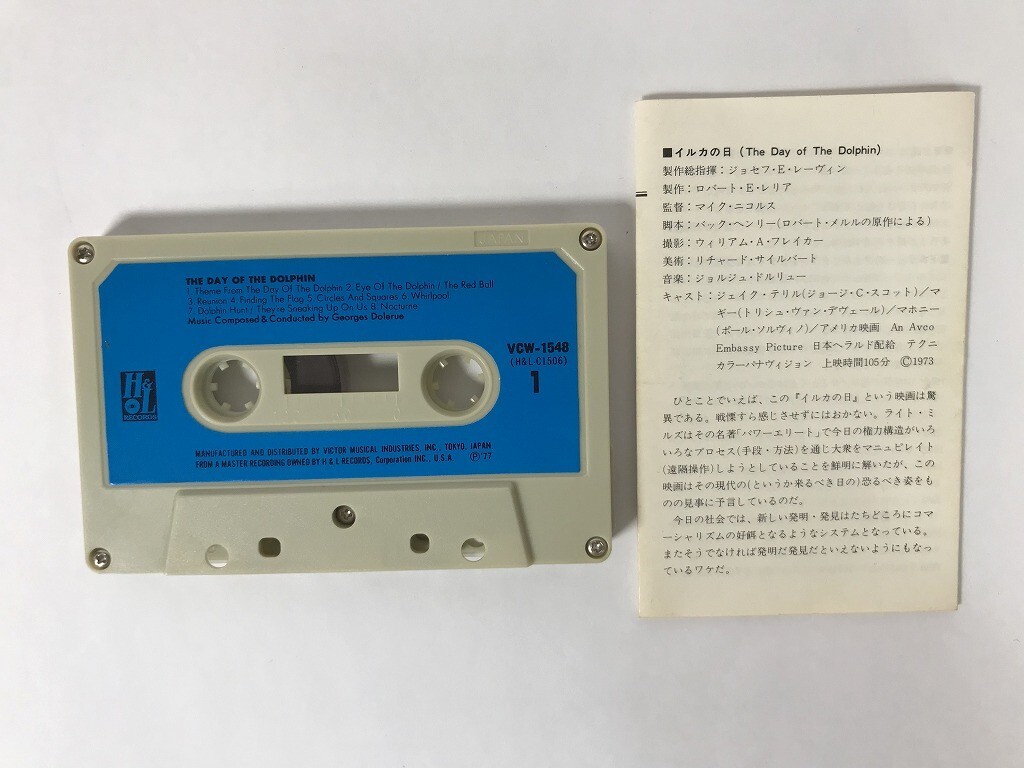 JAPAN
THE DAY OF THE DOLPHIN
1. Theme From The Day Of The Dolphin 2. Eye Of The Dolphin / The Red Ball
3. Reunion 4. Finding The Flag 5. Circles And Squares 6. Whirlpool
7. Dolphin Hunt / They're Sneaking Up On Us 8. Nocturne
Music Composed & Conducted by Georges Dolerue
VCW-1548
(H&L-C1506)
1
H&L
RECORDS
MANUFACTURED AND DISTRIBUTED BY VICTOR MUSICAL INDUSTRIES, INC., TOKYO, JAPAN
FROM A MASTER RECORDING OWNED BY H & L RECORDS, Corporation INC., U.S.A. Ⓟ'77
■イルカの日 (The Day of The Dolphin)
製作総指揮:ジョセフ・E・レーヴィン
製作:ロバート・E・レリア
監督:マイク・ニコルス
脚本:バック・ヘンリー(ロバート・メルルの原作による)
撮影:ウィリアム・A・フレイカー
美術:リチャード・サイルバート
音楽:ジョルジュ・ドルリュー
キャスト:ジェイク・テリル(ジョージ・C・スコット)/マ
ギー(トリシュ・ヴァン・デヴェール)/マホニー
(ポール・ソルヴィノ)/アメリカ映画 An Avco
Embassy Picture 日本ヘラルド配給 テクニ
カラーパナヴィジョン 上映時間105分 ©1973
ひとことでいえば、この『イルカの日』という映画は驚
異である。戦慄すら感じさせずにはおかない。ライト・ミ
ルズはその名著「パワーエリート」で今日の権力構造がいろ
いろなプロセス(手段・方法)を通じ大衆をマニュピレイト
(遠隔操作)しようとしていることを鮮明に解いたが、この
映画はその現代の(というか来るべき日の)恐るべき姿をも
のの見事に予言しているのだ。
今日の社会では、新しい発明・発見はたちどころにコマ
ーシャリズムの好餌となるようなシステムとなっている。
またそうでなければ発明だ発見だといえないようにもなっ
ているワケだ。